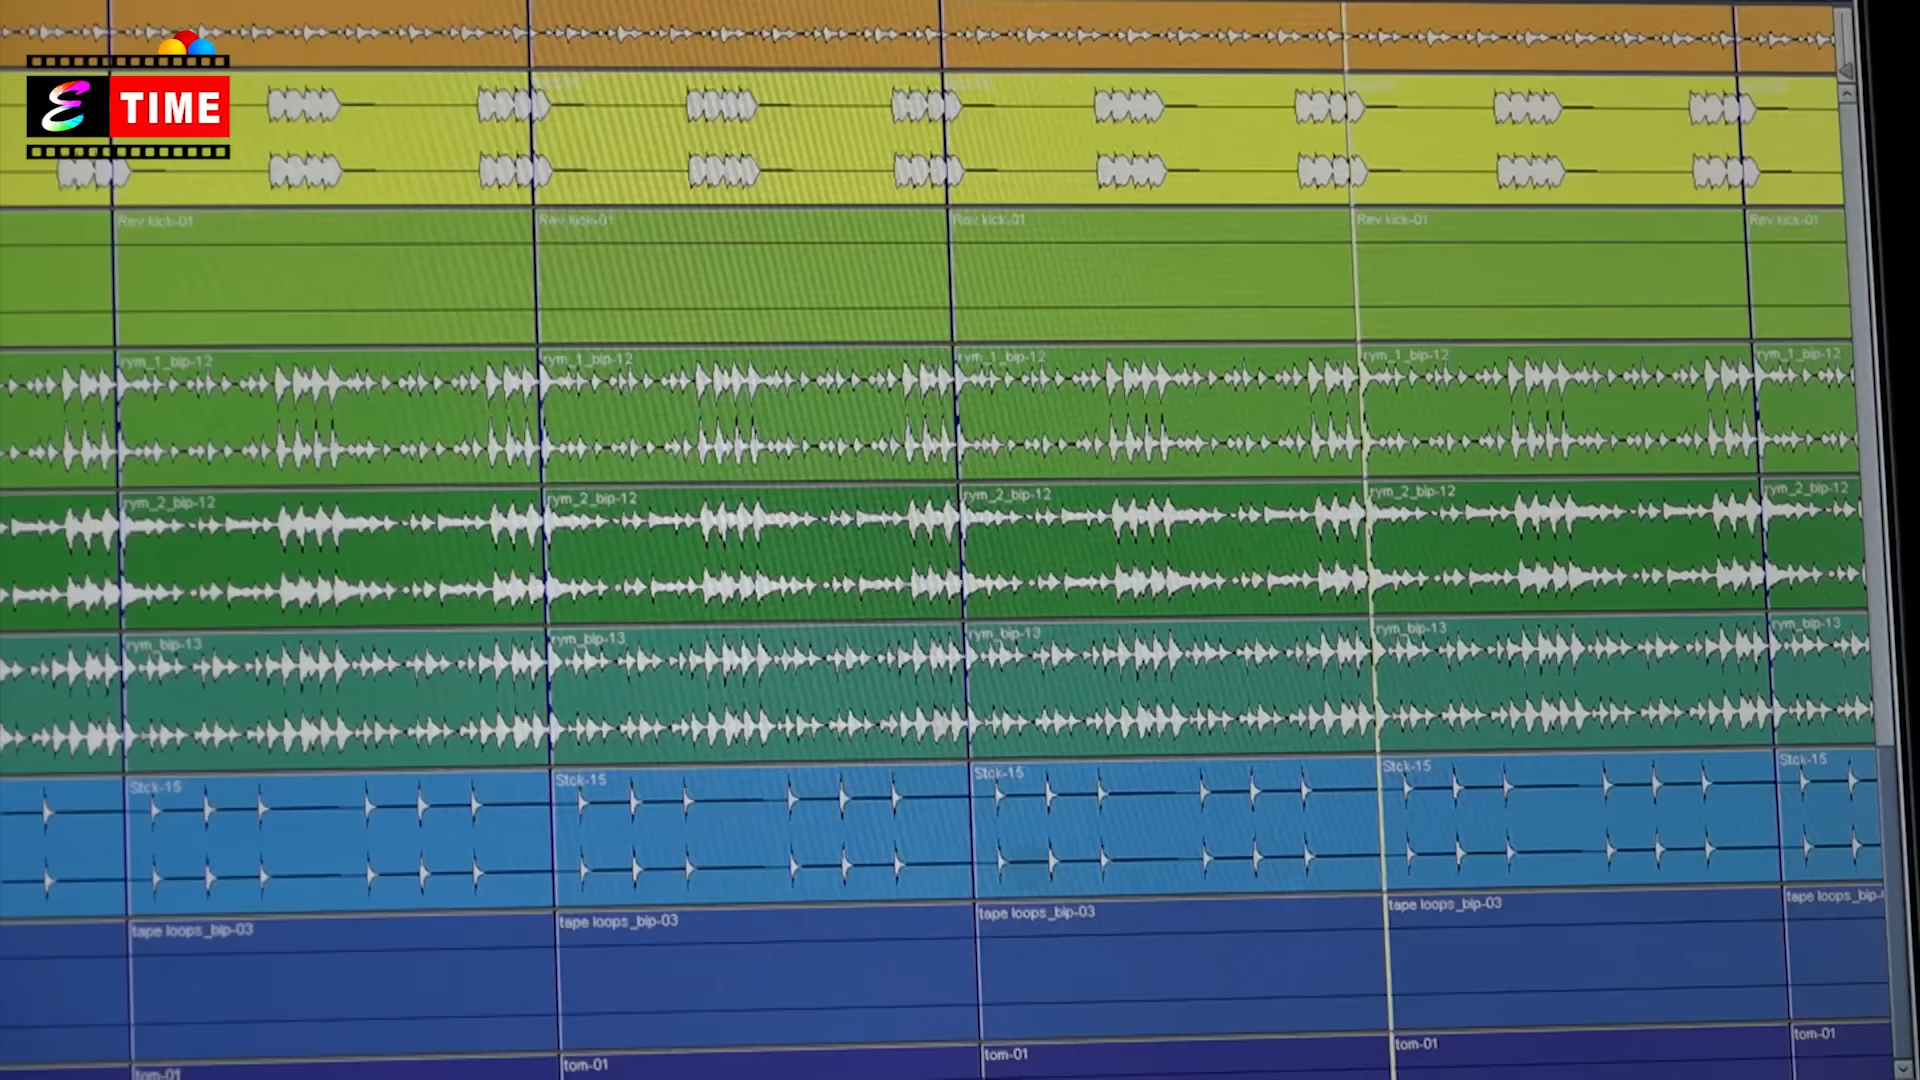 ε TIME
Rev kick-01 Rev kick-01 Rev kick-01 Rev kick-01 Rev kick-01
rym_1_bip-12 rym_1_bip-12 rym_1_bip-12 rym_1_bip-12 rym_1_bip-12
rym_2_bip-12 rym_2_bip-12 rym_2_bip-12 rym_2_bip-12 rym_2_bip-12
rym_bip-13 rym_bip-13 rym_bip-13 rym_bip-13 rym_bip-13
Stck-15 Stck-15 Stck-15 Stck-15 Stck-15
tape loops_bip-03 tape loops_bip-03 tape loops_bip-03 tape loops_bip-03 tape loops_bip-
tom-01 tom-01 tom-01 tom-01 tom-01